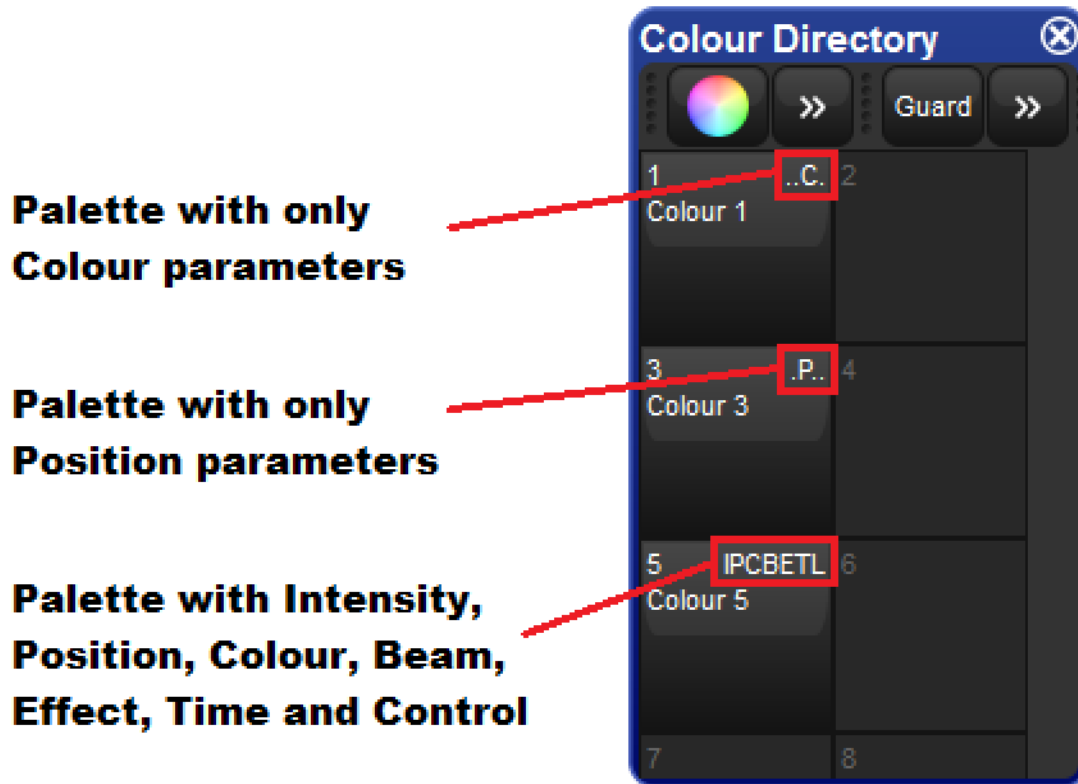 Colour Directory
Guard
1 ..C. 2
Colour 1
Palette with only
Colour parameters
3 .P.. 4
Colour 3
Palette with only
Position parameters
5 IPCBETL 6
Colour 5
Palette with Intensity,
Position, Colour, Beam,
Effect, Time and Control
7 8